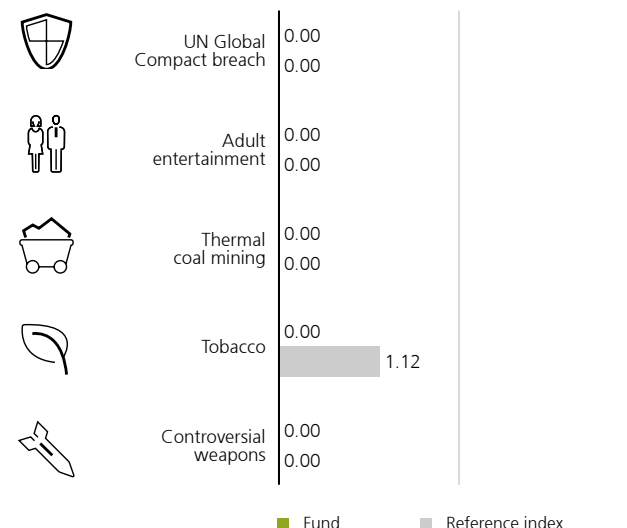 UN Global
Compact breach
0.00
0.00
Adult
entertainment
0.00
0.00
Thermal
coal mining
0.00
0.00
Tobacco
0.00
1.12
Controversial
weapons
0.00
0.00
Fund
Reference index